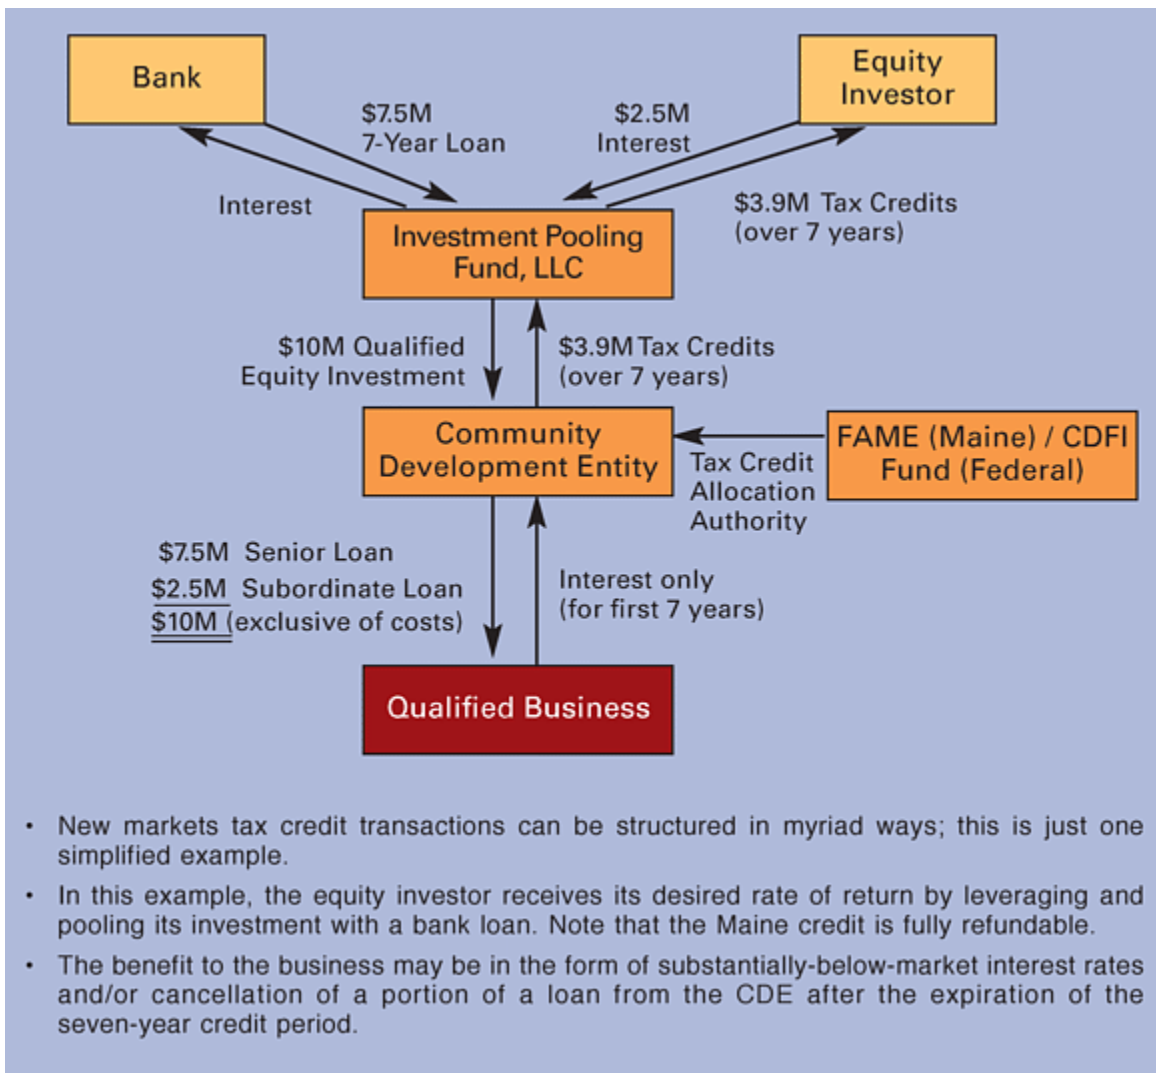 Bank
Equity
Investor
$7.5M
7-Year Loan
$2.5M
Interest
Interest
$3.9M Tax Credits
(over 7 years)
Investment Pooling
Fund, LLC
$10M Qualified
Equity Investment
$3.9M Tax Credits
(over 7 years)
Community
Development Entity
FAME (Maine) / CDFI
Fund (Federal)
Tax Credit
Allocation
Authority
$7.5M Senior Loan
$2.5M Subordinate Loan
$10M (exclusive of costs)
Interest only
(for first 7 years)
Qualified Business
• New markets tax credit transactions can be structured in myriad ways; this is just one
simplified example.
• In this example, the equity investor receives its desired rate of return by leveraging and
pooling its investment with a bank loan. Note that the Maine credit is fully refundable.
• The benefit to the business may be in the form of substantially-below-market interest rates
and/or cancellation of a portion of a loan from the CDE after the expiration of the
seven-year credit period.